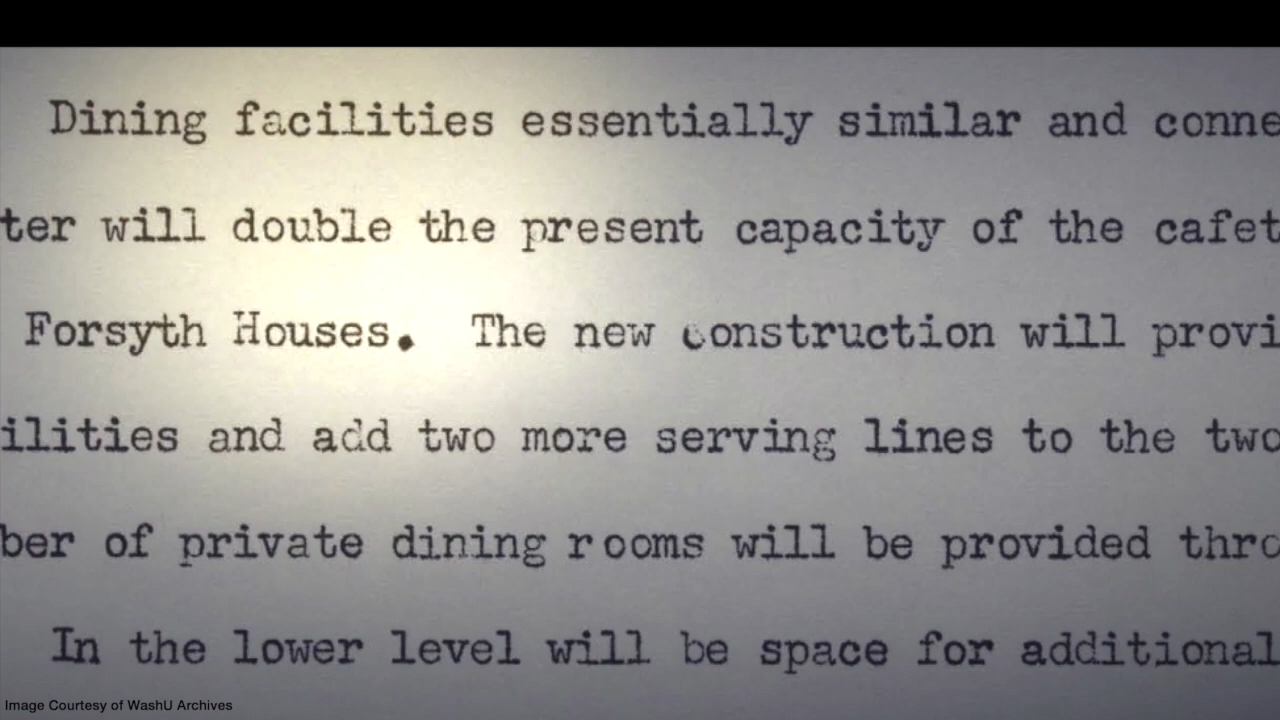 Dining facilities essentially similar and conne
ter will double the present capacity of the cafet
Forsyth Houses. The new construction will provi
ilities and add two more serving lines to the two
ber of private dining rooms will be provided thro
In the lower level will be space for additional
Image Courtesy of WashU Archives